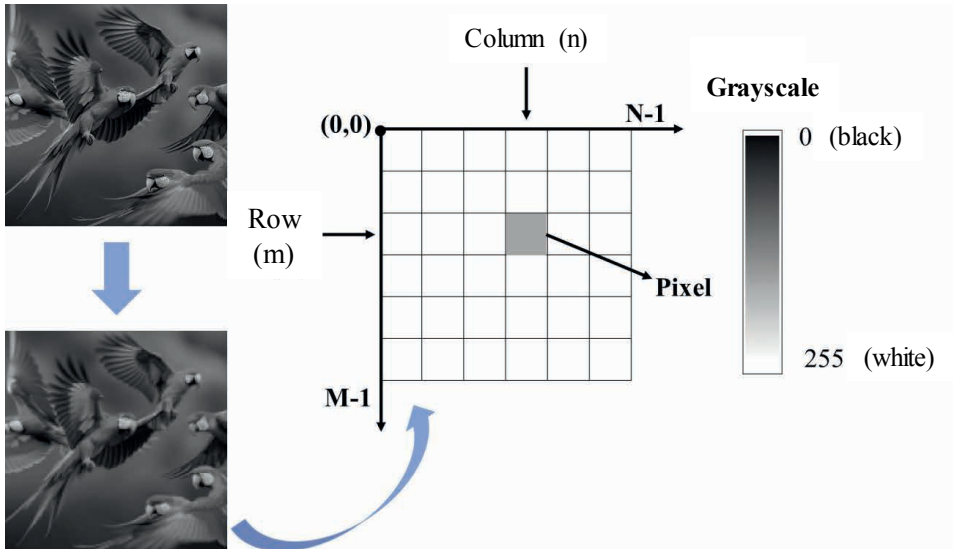 Column (n)
Grayscale
N-1
(0,0)
0 (black)
Row
(m)
Pixel
255 (white)
M-1